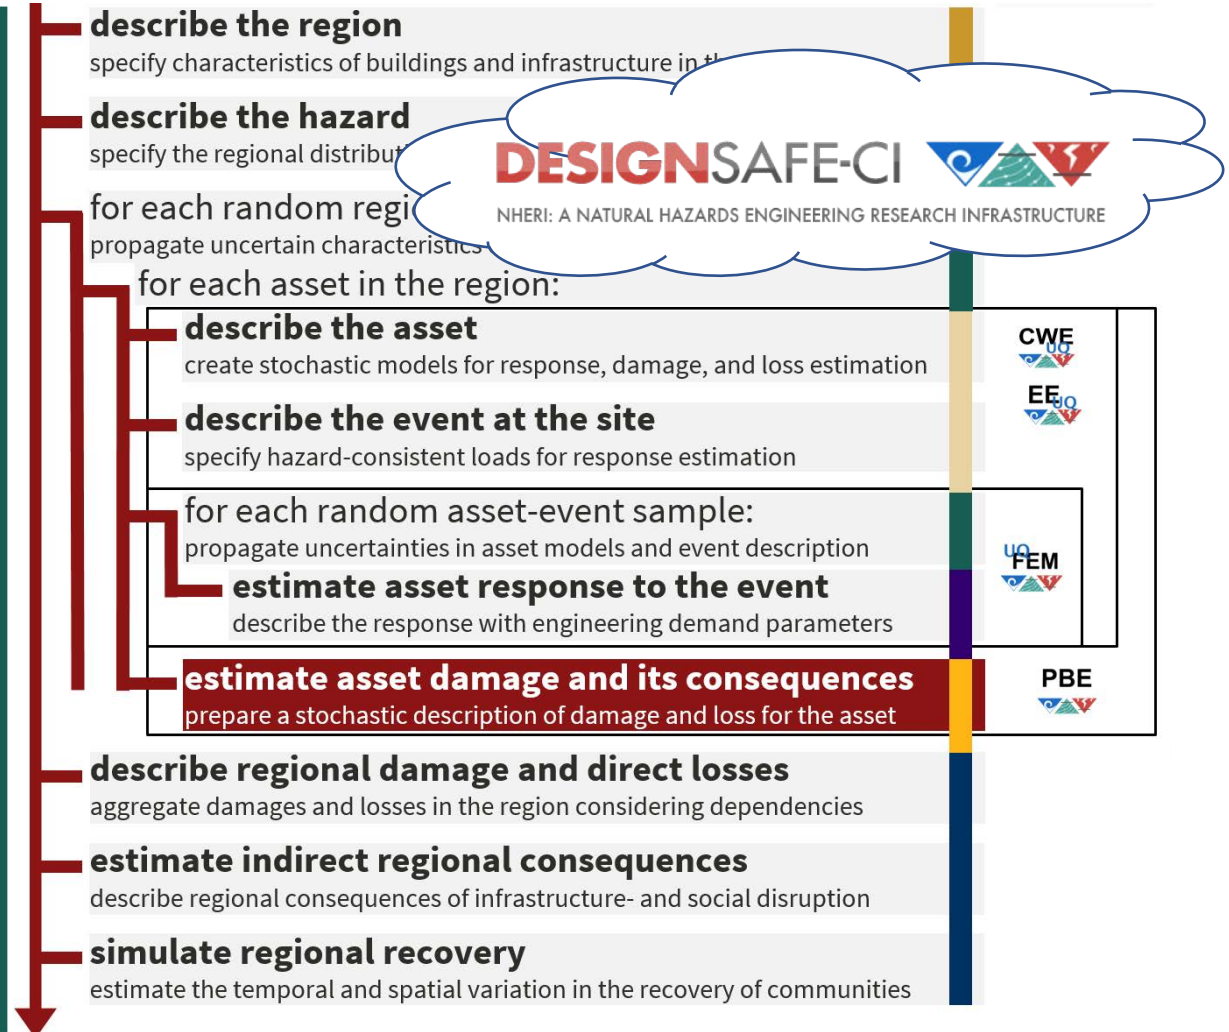 describe the region
specify characteristics of buildings and infrastructure in
describe the hazard
specify the regional
DESIGNSAFE-CI
NHERI: A NATURAL HAZARDS ENGINEERING RESEARCH INFRASTRUCTURE
for each random
propagate uncertain characteristics
for each asset in the region:
describe the asset
create stochastic models for response, damage, and loss estimation
CWE
UQ
EE
UQ
describe the event at the site
specify hazard-consistent loads for response estimation
for each random asset-event sample:
propagate uncertainties in asset models and event description
UQ
FEM
estimate asset response to the event
describe the response with engineering demand parameters
estimate asset damage and its consequences
prepare a stochastic description of damage and loss for the asset
PBE
describe regional damage and direct losses
aggregate damages and losses in the region considering dependencies
estimate indirect regional consequences
describe regional consequences of infrastructure- and social disruption
simulate regional recovery
estimate the temporal and spatial variation in the recovery of communities